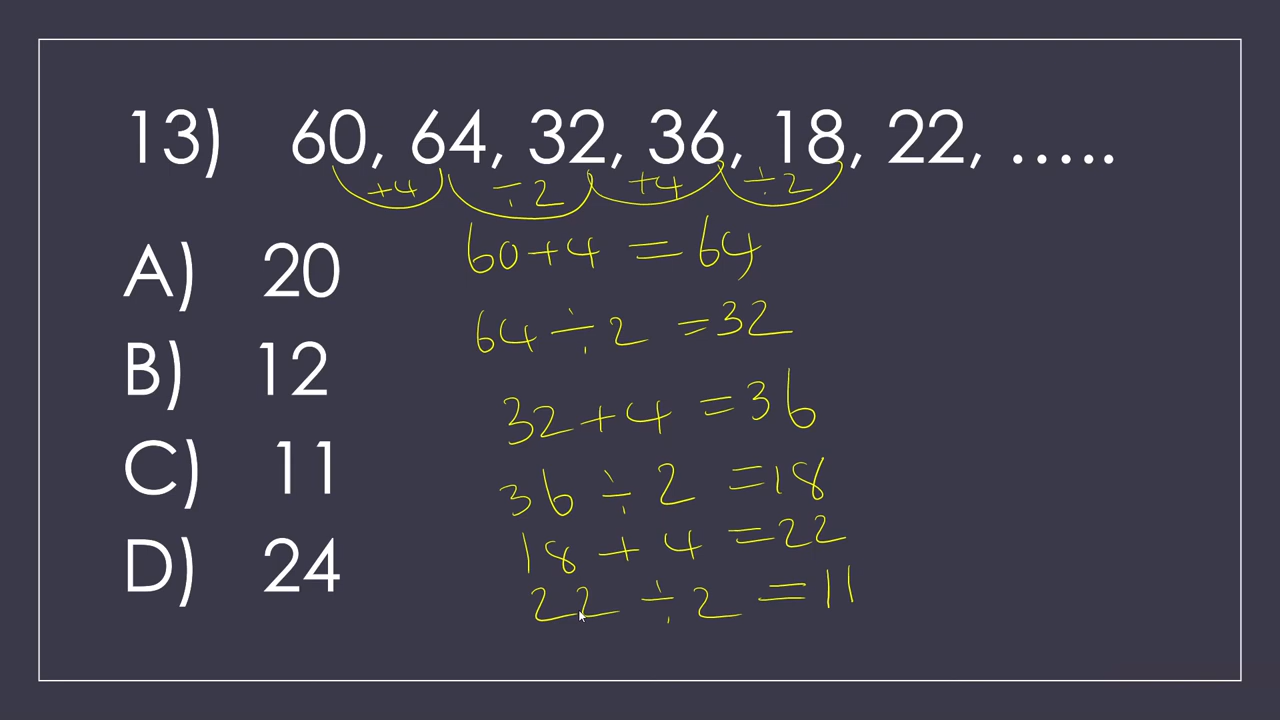 13) 60, 64, 32, 36, 18, 22, .....
+4 ÷2 +4 ÷2
A) 20
B) 12
C) 11
D) 24
60+4 = 64
64÷2 =32
32+4 =36
36 ÷ 2 =18
18 + 4 =22
22 ÷2 =11